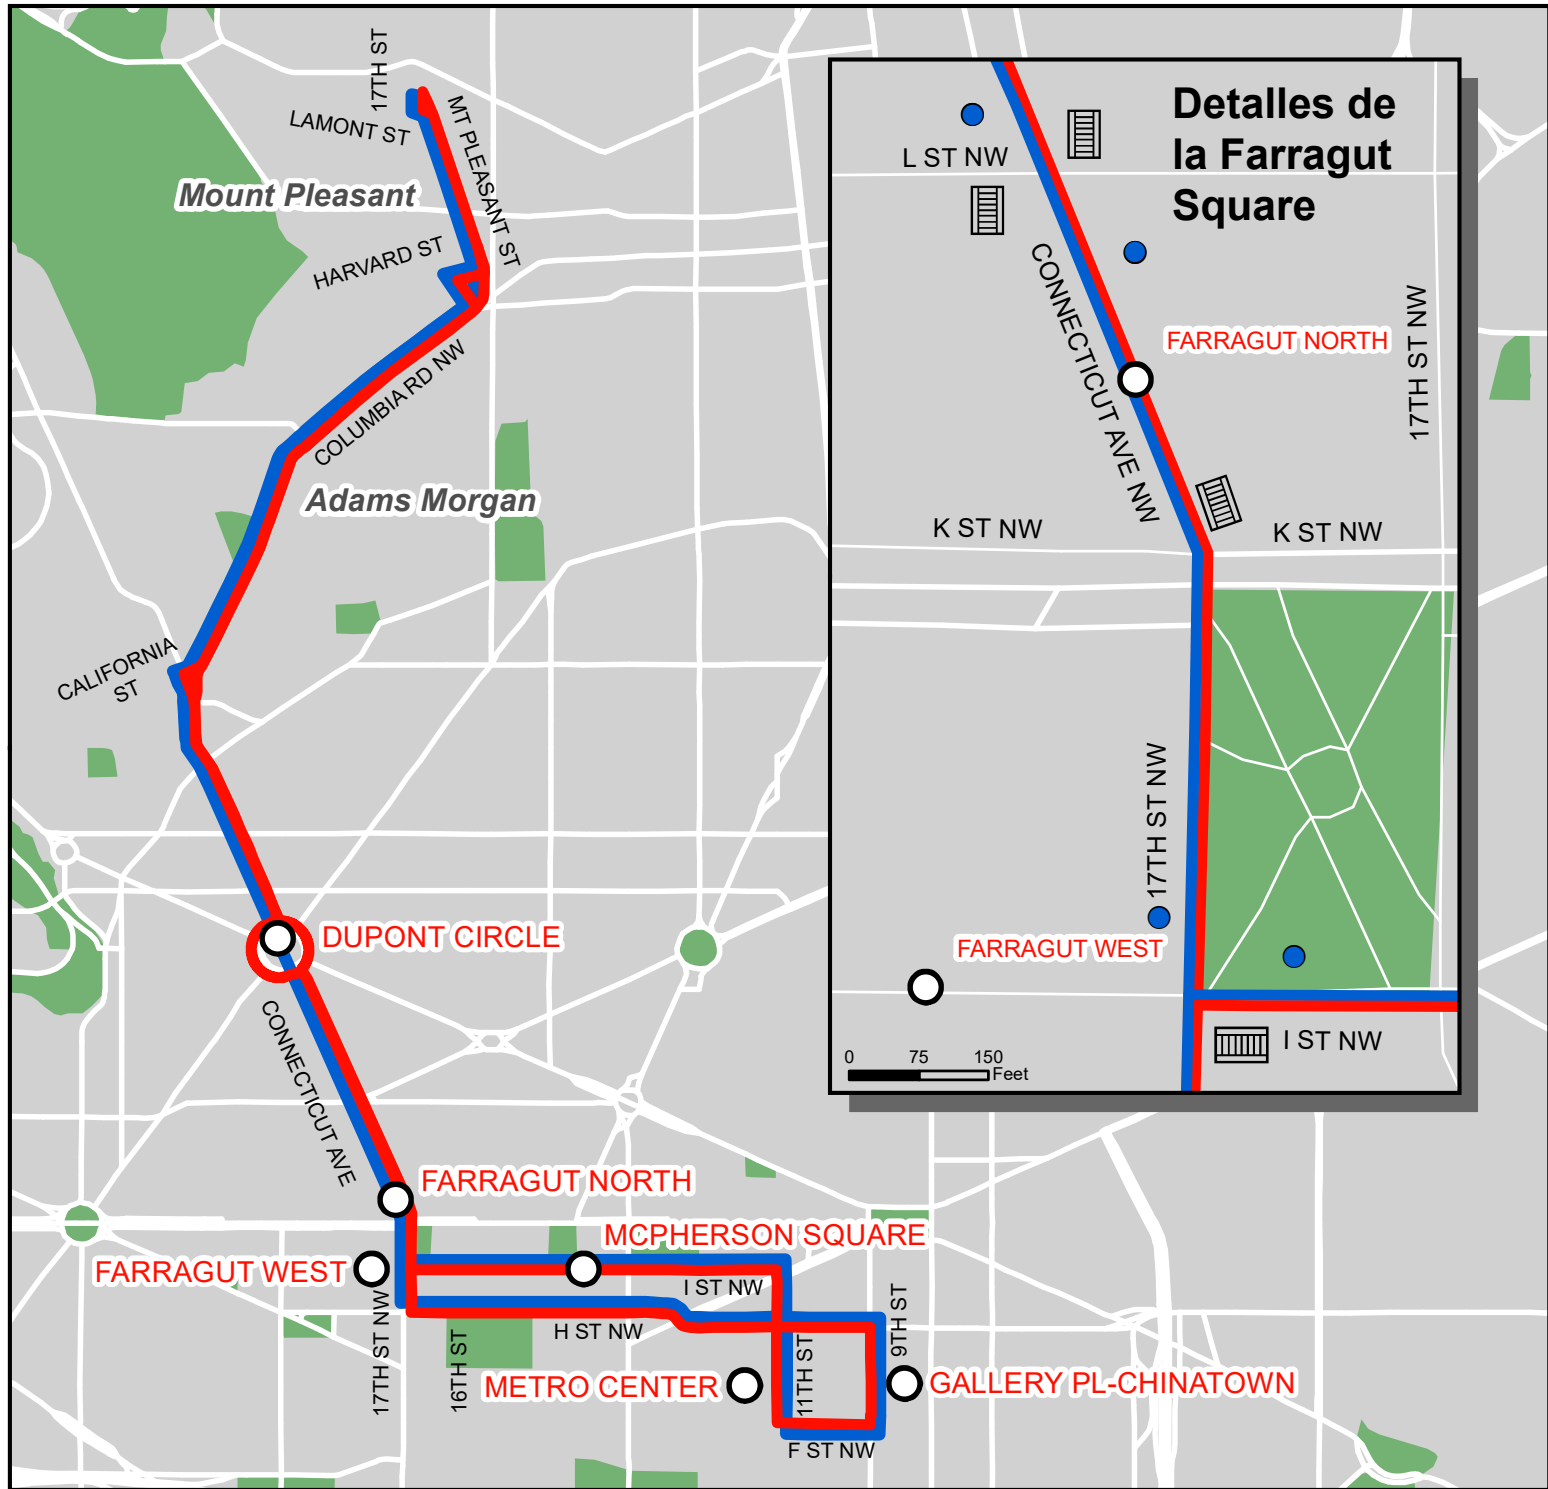 17TH ST
LAMONT ST
MT PLEASANT ST
Mount Pleasant
HARVARD ST
COLUMBIA RD NW
Adams Morgan
CALIFORNIA
ST
DUPONT CIRCLE
CONNECTICUT AVE
FARRAGUT NORTH
MCPHERSON SQUARE
FARRAGUT WEST
I ST NW
17TH ST NW
16TH ST
H ST NW
11TH ST
9TH ST
METRO CENTER
GALLERY PL-CHINATOWN
F ST NW
Detalles de
la Farragut
Square
L ST NW
CONNECTICUT AVE NW
FARRAGUT NORTH
17TH ST NW
K ST NW
K ST NW
17TH ST NW
FARRAGUT WEST
I ST NW
0 75 150
Feet